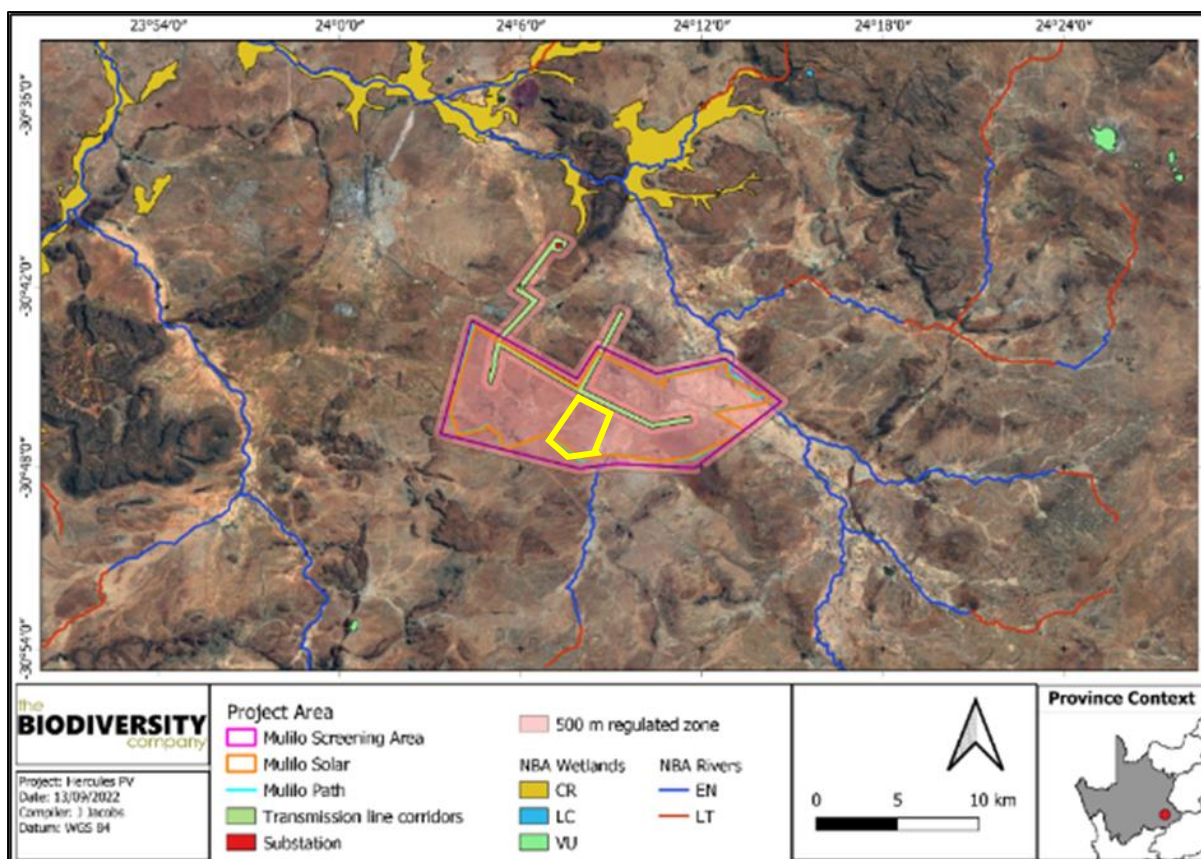 23°54'0" 24°0'0" 24°6'0" 24°12'0" 24°18'0" 24°24'0"
-30°36'0"
-30°42'0"
-30°48'0"
-30°54'0"
the
BIODIVERSITY
company
Project: Hercules PV
Date: 13/09/2022
Compiler: J Jacobs
Datum: WGS 84
Project Area
Mulilo Screening Area
Mulilo Solar
Mulilo Path
Transmission line corridors
Substation
500 m regulated zone
NBA Wetlands
CR
LC
VU
NBA Rivers
EN
LT
0 5 10 km
Province Context